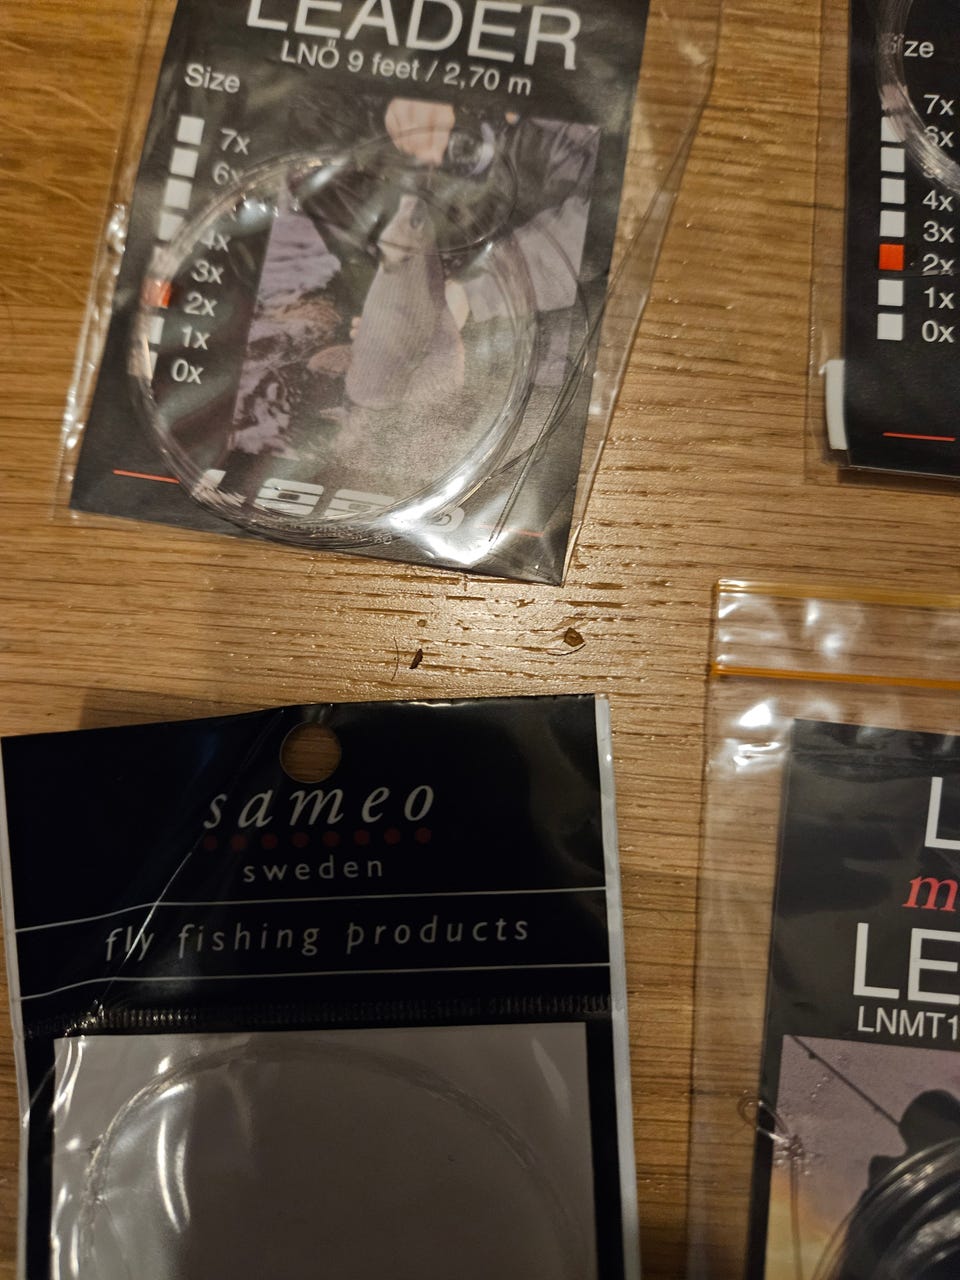 LEADER
LNÖ 9 feet / 2,70 m
Size
7x
6x
4x
3x
2x
1x
0x
ze
7x
6x
4x
3x
2x
1x
0x
sameo
sweden
fly fishing products
L
m
LE
LNMT1